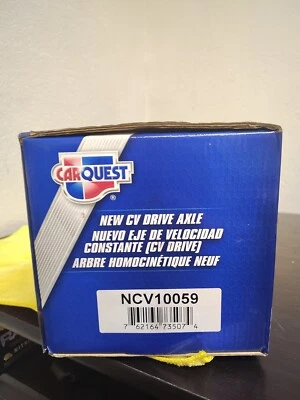 CARQUEST
®
NEW CV DRIVE AXLE
NUEVO EJE DE VELOCIDAD
CONSTANTE (CV DRIVE)
ARBRE HOMOCINÉTIQUE NEUF
NCV10059
7 62164 73507 4